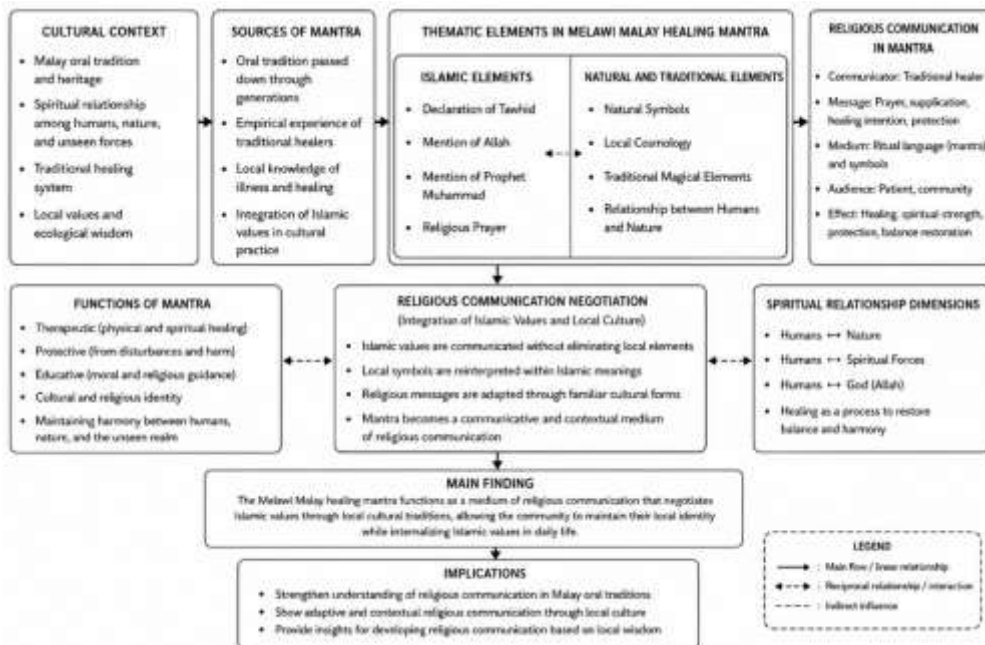 CULTURAL CONTEXT
• Malay oral tradition
and heritage
• Spiritual relationship
among humans, nature,
and unseen forces
• Traditional healing
system
• Local values and
ecological wisdom
SOURCES OF MANTRA
• Oral tradition passed
down through
generations
• Empirical experience of
traditional healers
• Local knowledge of
illness and healing
• Integration of Islamic
values in cultural
practice
THEMATIC ELEMENTS IN MELAWI MALAY HEALING MANTRA
ISLAMIC ELEMENTS
• Declaration of Tawhid
• Mention of Allah
• Mention of Prophet
Muhammad
• Religious Prayer
NATURAL AND TRADITIONAL ELEMENTS
• Natural Symbols
• Local Cosmology
• Traditional Magical Elements
• Relationship between Humans
and Nature
RELIGIOUS COMMUNICATION
IN MANTRA
• Communicator: Traditional healer
• Message: Prayer, supplication,
healing intention, protection
• Medium: Ritual language (mantra)
and symbols
• Audience: Patient, community
• Effect: Healing, spiritual strength,
protection, balance restoration
FUNCTIONS OF MANTRA
• Therapeutic (physical and spiritual healing)
• Protective (from disturbances and harm)
• Educative (moral and religious guidance)
• Cultural and religious identity
• Maintaining harmony between humans,
nature, and the unseen realm
RELIGIOUS COMMUNICATION NEGOTIATION
(Integration of Islamic Values and Local Culture)
• Islamic values are communicated without eliminating local elements
• Local symbols are reinterpreted within Islamic meanings
• Religious messages are adapted through familiar cultural forms
• Mantra becomes a communicative and contextual medium
of religious communication
SPIRITUAL RELATIONSHIP DIMENSIONS
• Humans ↔ Nature
• Humans ↔ Spiritual Forces
• Humans ↔ God (Allah)
• Healing as a process to restore
balance and harmony
MAIN FINDING
The Melawi Malay healing mantra functions as a medium of religious communication that negotiates
Islamic values through local cultural traditions, allowing the community to maintain their local identity
while internalizing Islamic values in daily life.
IMPLICATIONS
• Strengthen understanding of religious communication in Malay oral traditions
• Show adaptive and contextual religious communication through local culture
• Provide insights for developing religious communication based on local wisdom
LEGEND
: Main flow / linear relationship
: Reciprocal relationship / interaction
: Indirect influence